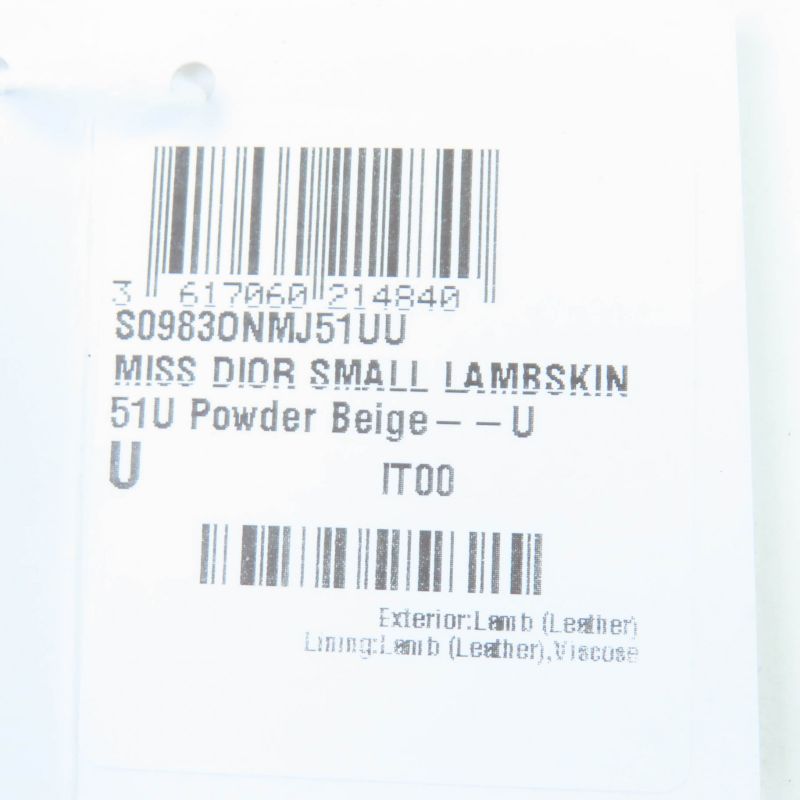 3 617060 214840
S0983ONMJ51UU
MISS DIOR SMALL LAMBSKIN
51U Powder Beige - - U
U IT00
Exterior:Lamb (Leather)
Lining:Lamb (Leather),Viscose